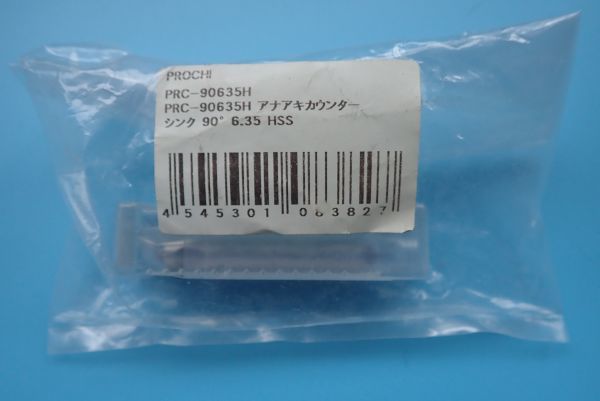 PROCHI
PRC-90635H
PRC-90635H アナアキカウンター
シンク 90° 6.35 HSS
4 545301 063827